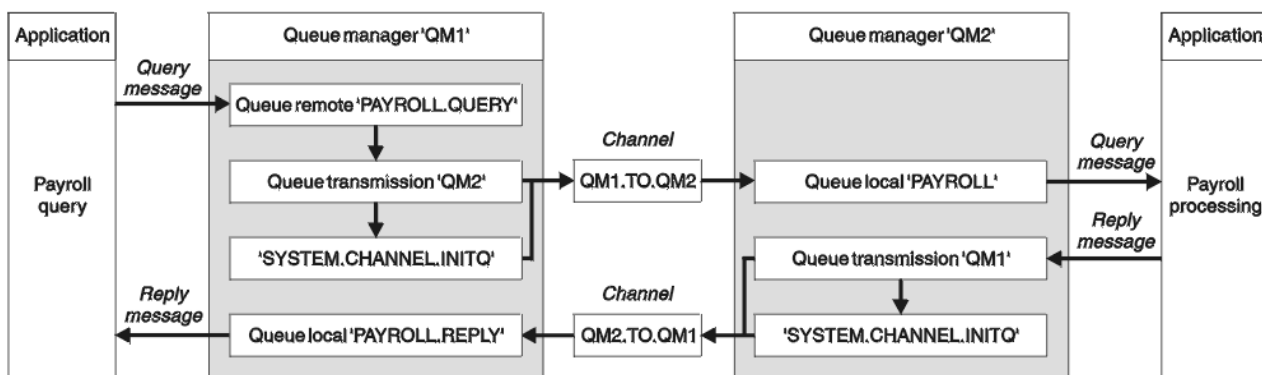 Application
Queue manager 'QM1'
Queue manager 'QM2'
Application
Query
message
Queue remote 'PAYROLL.QUERY'
Payroll
query
Queue transmission 'QM2'
'SYSTEM.CHANNEL.INITQ'
Reply
message
Queue local 'PAYROLL.REPLY'
Channel
QM1.TO.QM2
Channel
QM2.TO.QM1
Queue local 'PAYROLL'
Queue transmission 'QM1'
'SYSTEM.CHANNEL.INITQ'
Query
message
Reply
message
Payroll
processing